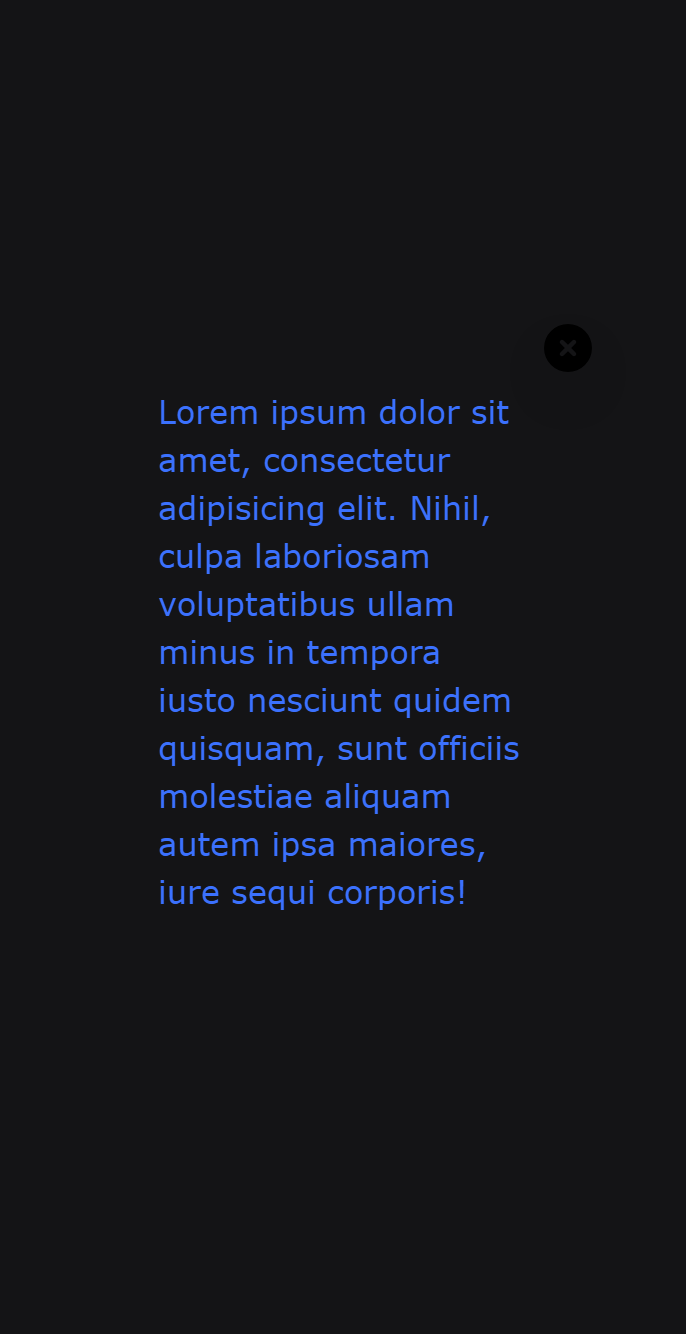 Lorem ipsum dolor sit
amet, consectetur
adipisicing elit. Nihil,
culpa laboriosam
voluptatibus ullam
minus in tempora
iusto nesciunt quidem
quisquam, sunt officiis
molestiae aliquam
autem ipsa maiores,
iure sequi corporis!